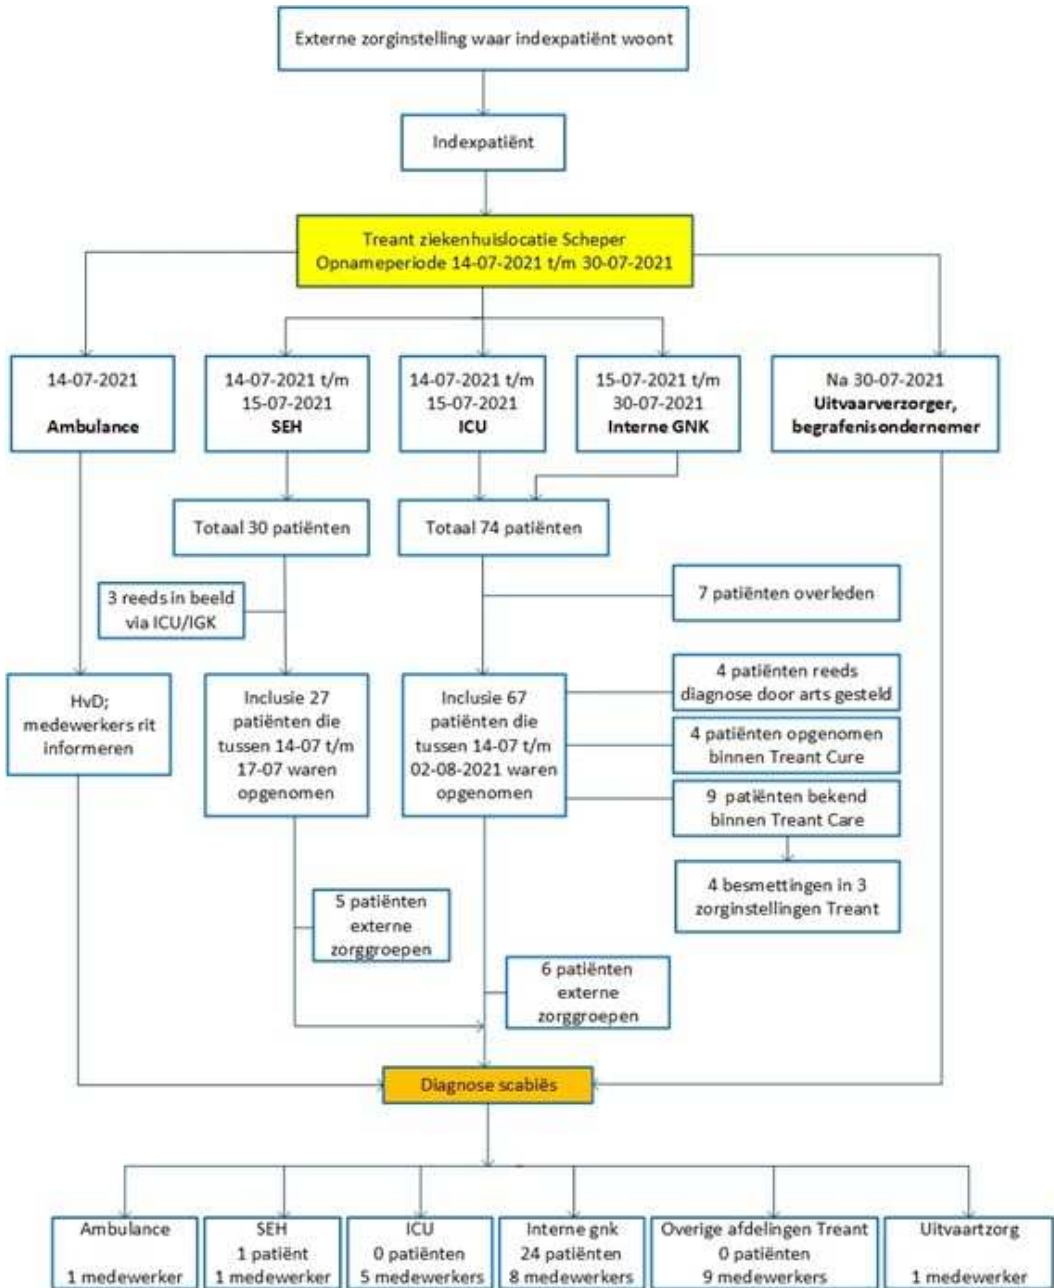 Externe zorginstelling waar indexpatiënt woont
Indexpatiënt
Treant ziekenhuislocatie Scheper
Opnameperiode 14-07-2021 t/m 30-07-2021
14-07-2021
Ambulance
14-07-2021 t/m
15-07-2021
SEH
14-07-2021 t/m
15-07-2021
ICU
15-07-2021 t/m
30-07-2021
Interne GNK
Na 30-07-2021
Uitvaarverzorger,
begrafenisondernemer
Totaal 30 patiënten
Totaal 74 patiënten
3 reeds in beeld
via ICU/IGK
7 patiënten overleden
HvD;
medewerkers rit
informeren
Inclusie 27
patiënten die
tussen 14-07 t/m
17-07 waren
opgenomen
Inclusie 67
patiënten die
tussen 14-07 t/m
02-08-2021 waren
opgenomen
4 patiënten reeds
diagnose door arts gesteld
4 patiënten opgenomen
binnen Treant Cure
9 patiënten bekend
binnen Treant Care
4 besmettingen in 3
zorginstellingen Treant
5 patiënten
externe
zorggroepen
6 patiënten
externe
zorggroepen
Diagnose scabiës
Ambulance
1 medewerker
SEH
1 patiënt
1 medewerker
ICU
0 patiënten
5 medewerkers
Interne gnk
24 patiënten
8 medewerkers
Overige afdelingen Treant
0 patiënten
9 medewerkers
Uitvaartzorg
1 medewerker